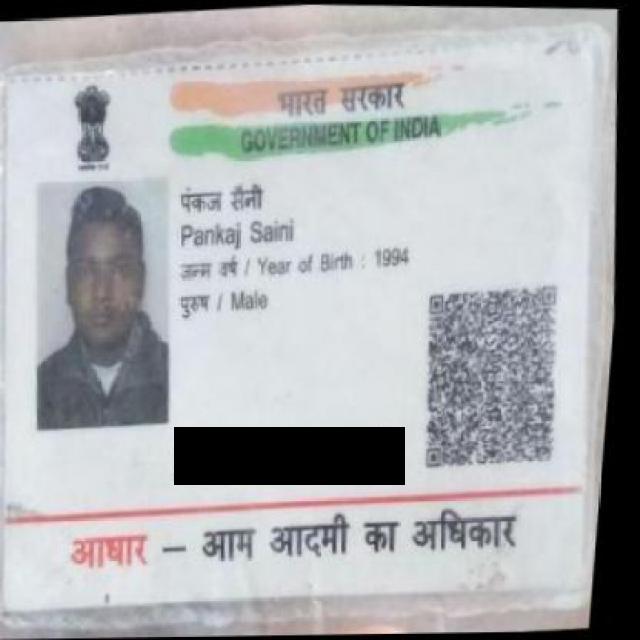 भारत सरकार
GOVERNMENT OF INDIA
पंकज सैनी
Pankaj Saini
जन्म वर्ष / Year of Birth : 1994
पुरुष / Male
आधार – आम आदमी का अधिकार